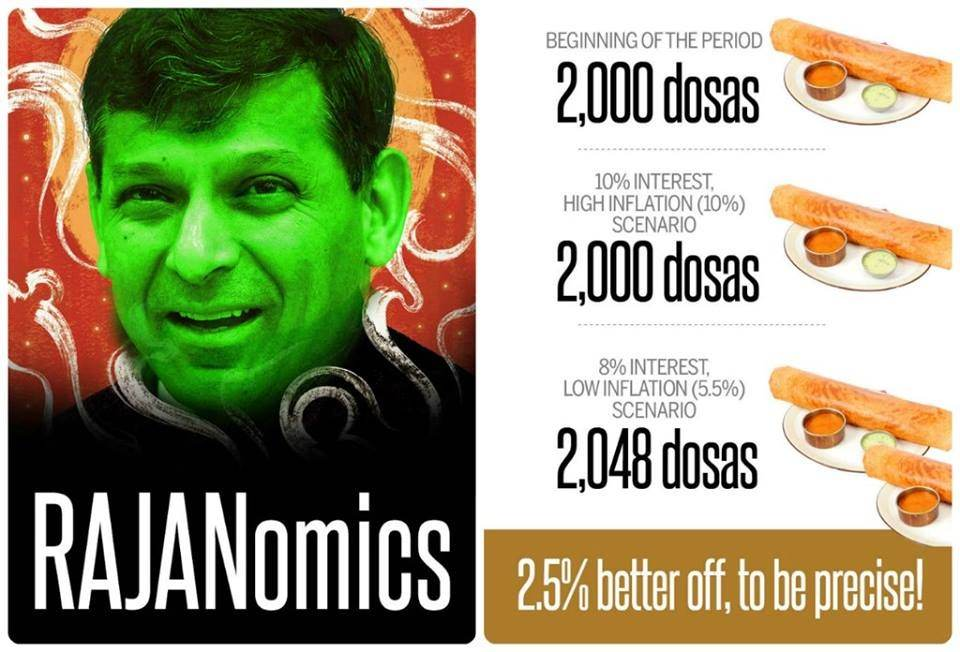 RAJANomics
BEGINNING OF THE PERIOD
2,000 dosas
10% INTEREST,
HIGH INFLATION (10%)
SCENARIO
2,000 dosas
8% INTEREST,
LOW INFLATION (5.5%)
SCENARIO
2,048 dosas
2.5% better off, to be precise!